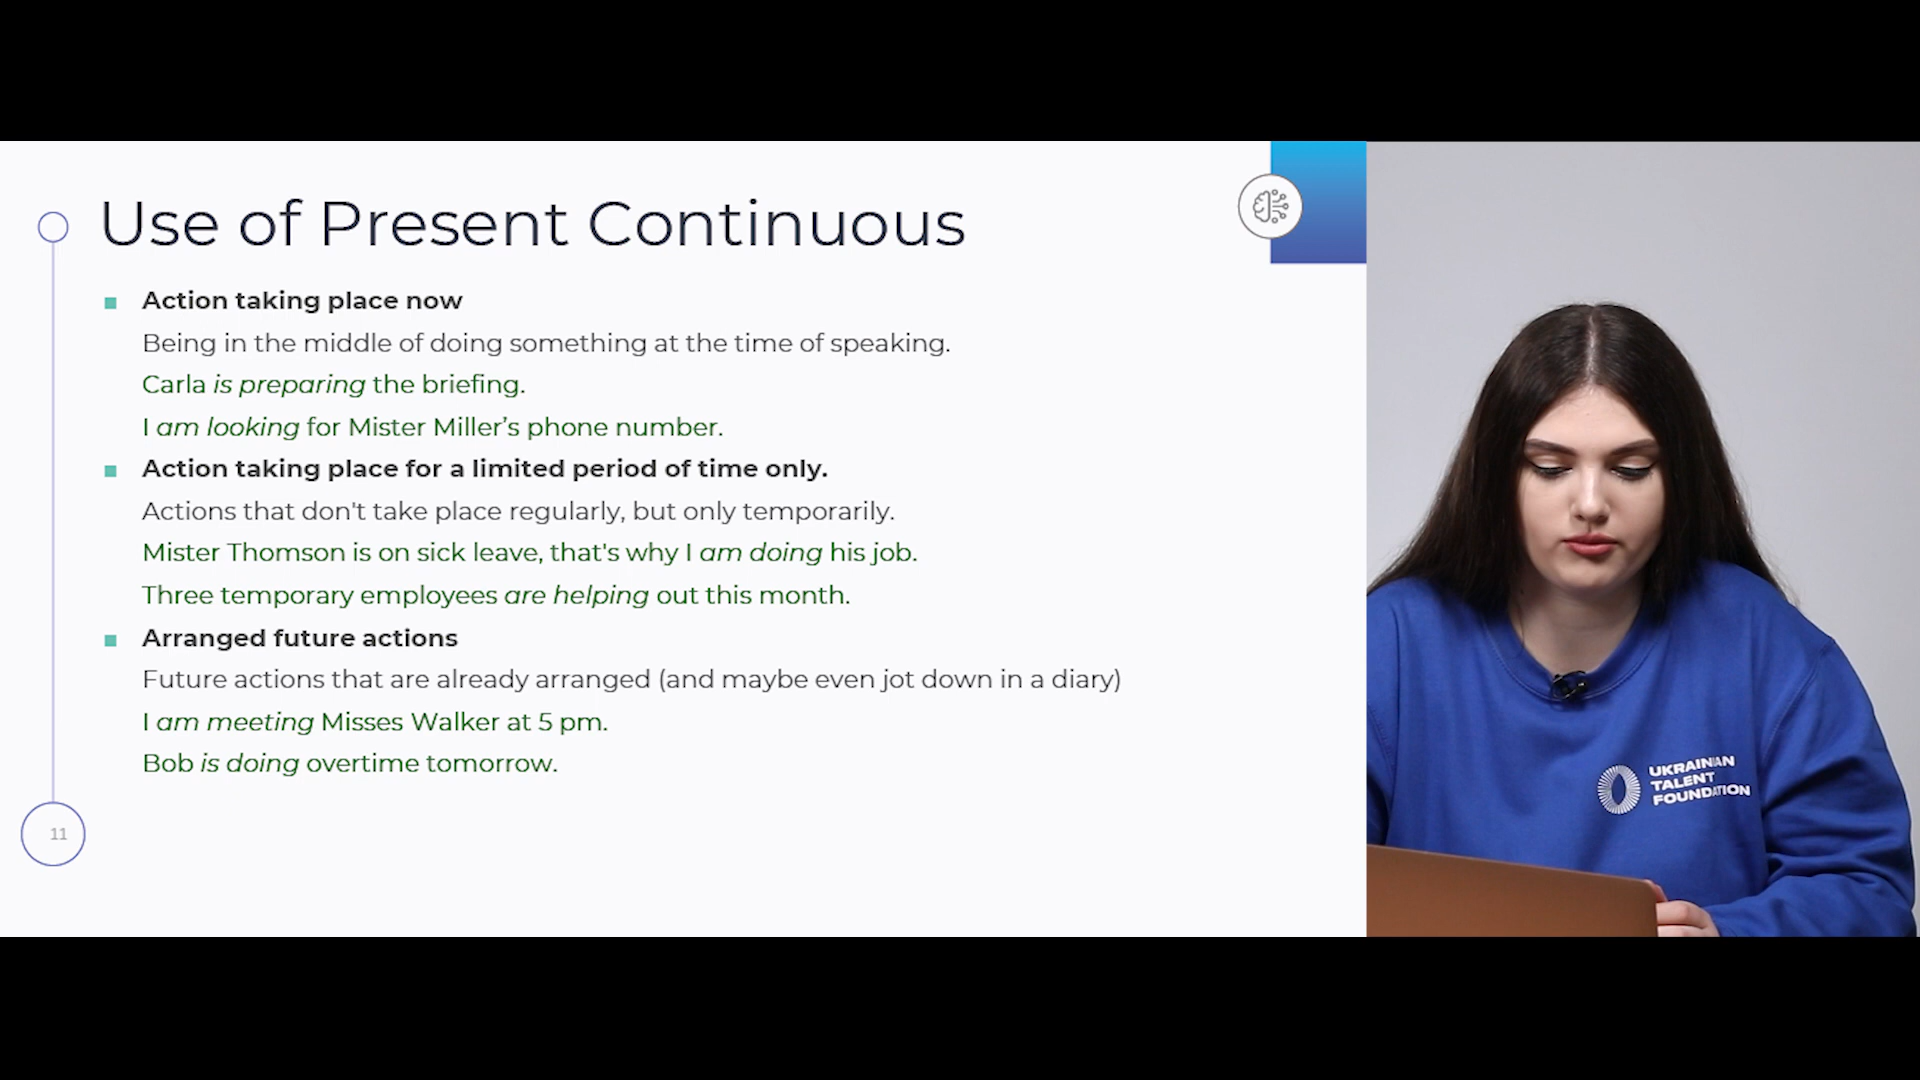 Use of Present Continuous
Action taking place now
Being in the middle of doing something at the time of speaking.
Carla is preparing the briefing.
I am looking for Mister Miller’s phone number.
Action taking place for a limited period of time only.
Actions that don't take place regularly, but only temporarily.
Mister Thomson is on sick leave, that's why I am doing his job.
Three temporary employees are helping out this month.
Arranged future actions
Future actions that are already arranged (and maybe even jot down in a diary)
I am meeting Misses Walker at 5 pm.
Bob is doing overtime tomorrow.
11
UKRAINIAN
TALENT
FOUNDATION